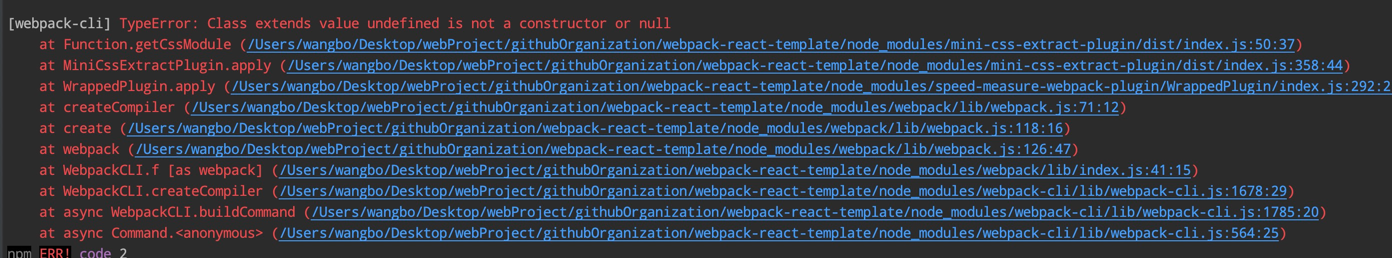 [webpack-cli] TypeError: Class extends value undefined is not a constructor or null
at Function.getCssModule (/Users/wangbo/Desktop/webProject/githubOrganization/webpack-react-template/node_modules/mini-css-extract-plugin/dist/index.js:50:37)
at MiniCssExtractPlugin.apply (/Users/wangbo/Desktop/webProject/githubOrganization/webpack-react-template/node_modules/mini-css-extract-plugin/dist/index.js:358:44)
at WrappedPlugin.apply (/Users/wangbo/Desktop/webProject/githubOrganization/webpack-react-template/node_modules/speed-measure-webpack-plugin/WrappedPlugin/index.js:292:2
at createCompiler (/Users/wangbo/Desktop/webProject/githubOrganization/webpack-react-template/node_modules/webpack/lib/webpack.js:71:12)
at create (/Users/wangbo/Desktop/webProject/githubOrganization/webpack-react-template/node_modules/webpack/lib/webpack.js:118:16)
at webpack (/Users/wangbo/Desktop/webProject/githubOrganization/webpack-react-template/node_modules/webpack/lib/webpack.js:126:47)
at WebpackCLI.f [as webpack] (/Users/wangbo/Desktop/webProject/githubOrganization/webpack-react-template/node_modules/webpack/lib/index.js:41:15)
at WebpackCLI.createCompiler (/Users/wangbo/Desktop/webProject/githubOrganization/webpack-react-template/node_modules/webpack-cli/lib/webpack-cli.js:1678:29)
at async WebpackCLI.buildCommand (/Users/wangbo/Desktop/webProject/githubOrganization/webpack-react-template/node_modules/webpack-cli/lib/webpack-cli.js:1785:20)
at async Command.<anonymous> (/Users/wangbo/Desktop/webProject/githubOrganization/webpack-react-template/node_modules/webpack-cli/lib/webpack-cli.js:564:25)
npm ERR! code 2